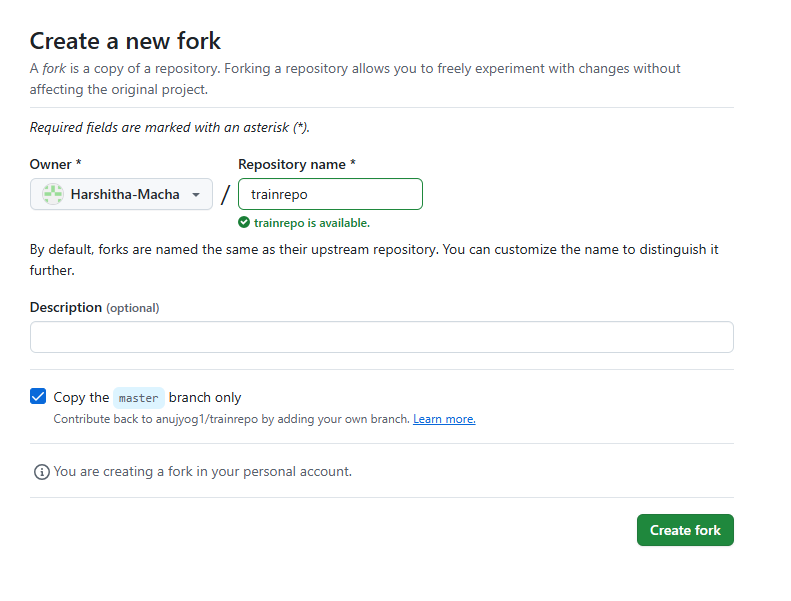 Create a new fork
A fork is a copy of a repository. Forking a repository allows you to freely experiment with changes without
affecting the original project.
Required fields are marked with an asterisk (*).
Owner * Repository name *
Harshitha-Macha / trainrepo
trainrepo is available.
By default, forks are named the same as their upstream repository. You can customize the name to distinguish it
further.
Description (optional)
Copy the master branch only
Contribute back to anujyog1/trainrepo by adding your own branch. Learn more.
You are creating a fork in your personal account.
Create fork